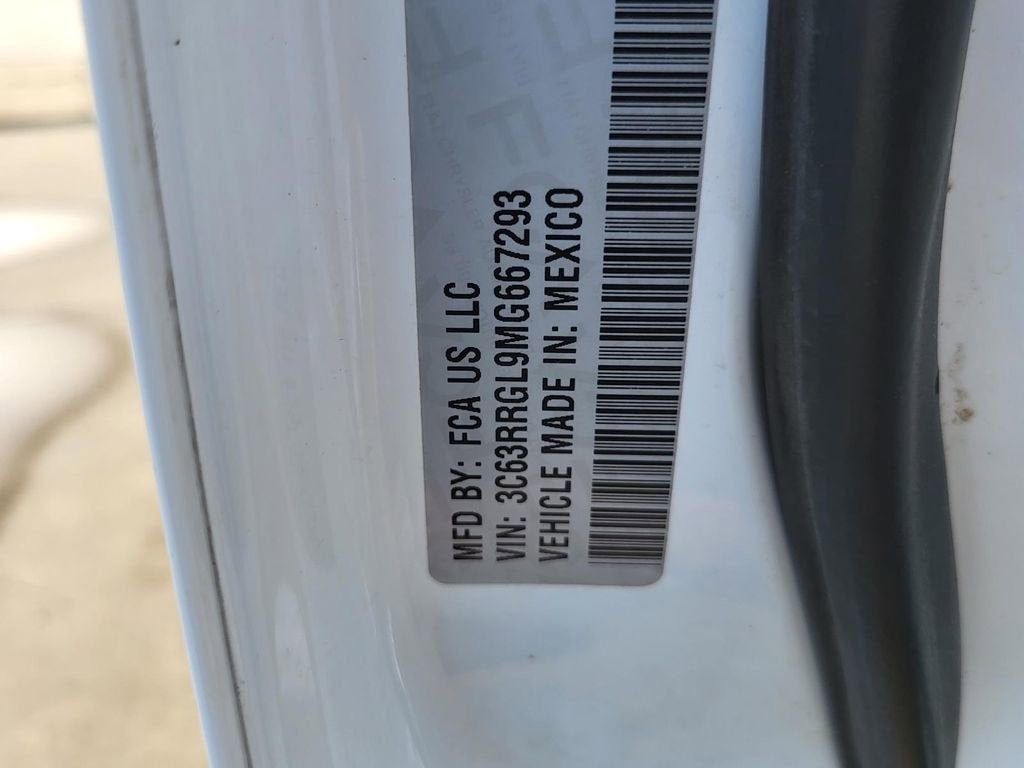 MFD BY: FCA US LLC
VIN: 3C63RRGL9MG667293
VEHICLE MADE IN: MEXICO